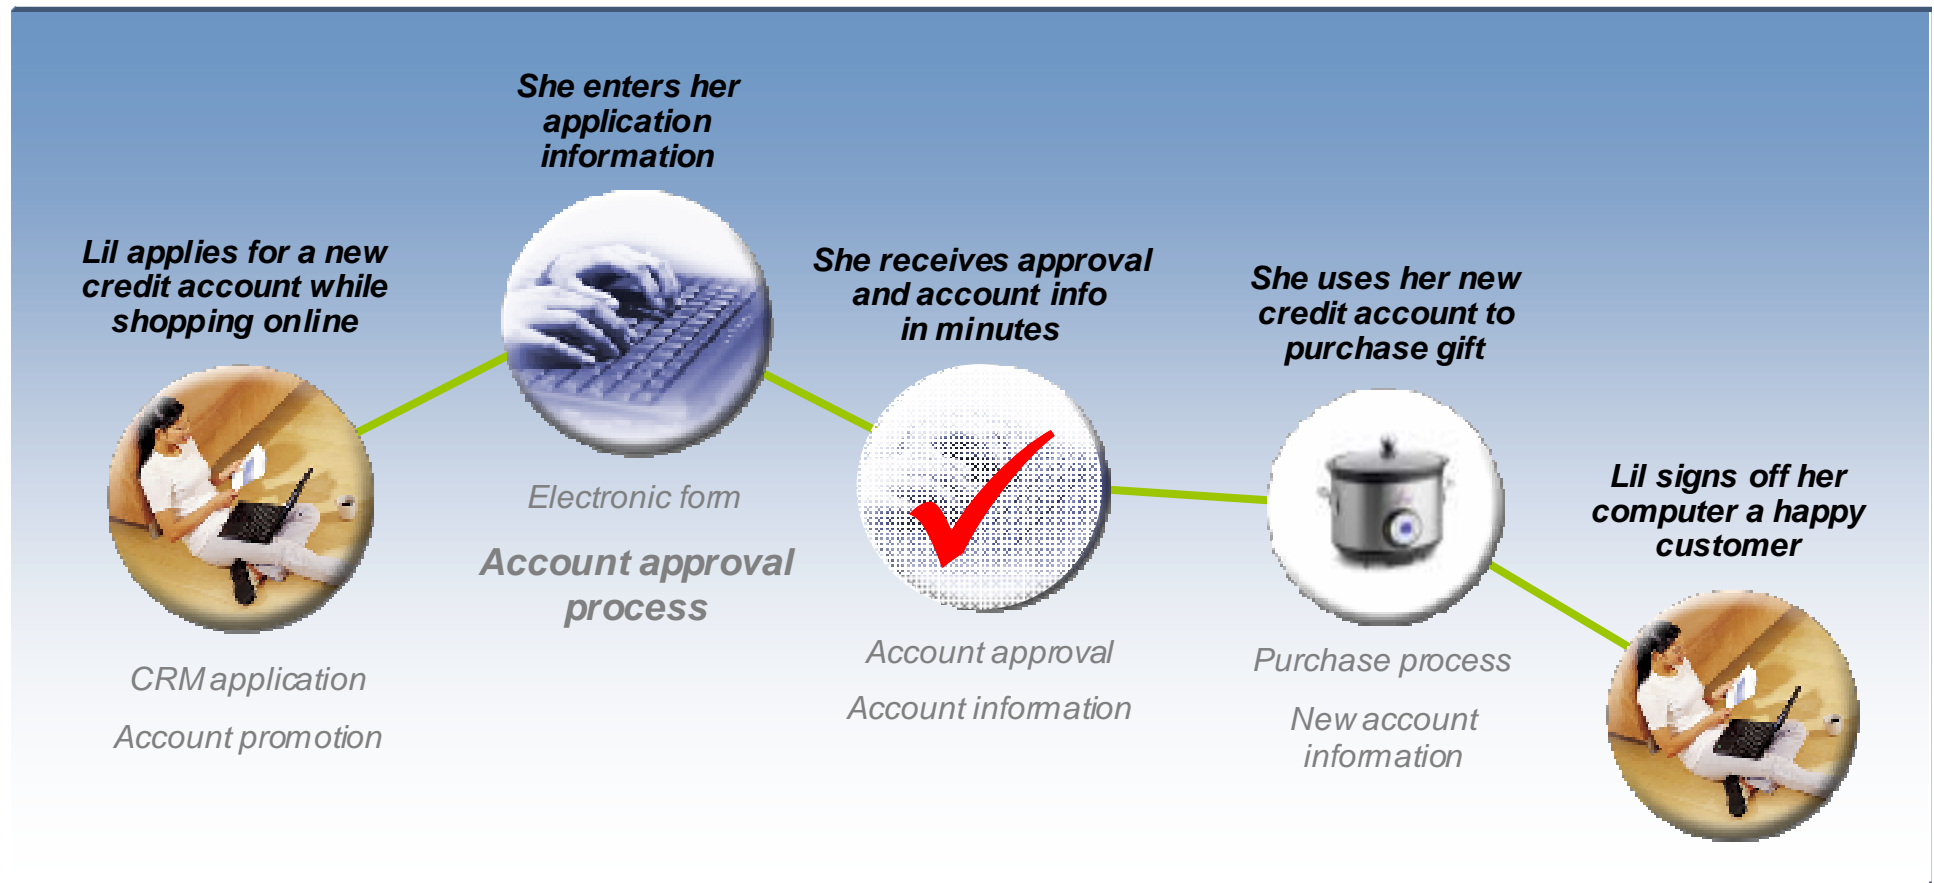 Lil applies for a new
credit account while
shopping online
CRM application
Account promotion
She enters her
application
information
Electronic form
Account approval
process
She receives approval
and account info
in minutes
Account approval
Account information
She uses her new
credit account to
purchase gift
Purchase process
New account
information
Lil signs off her
computer a happy
customer